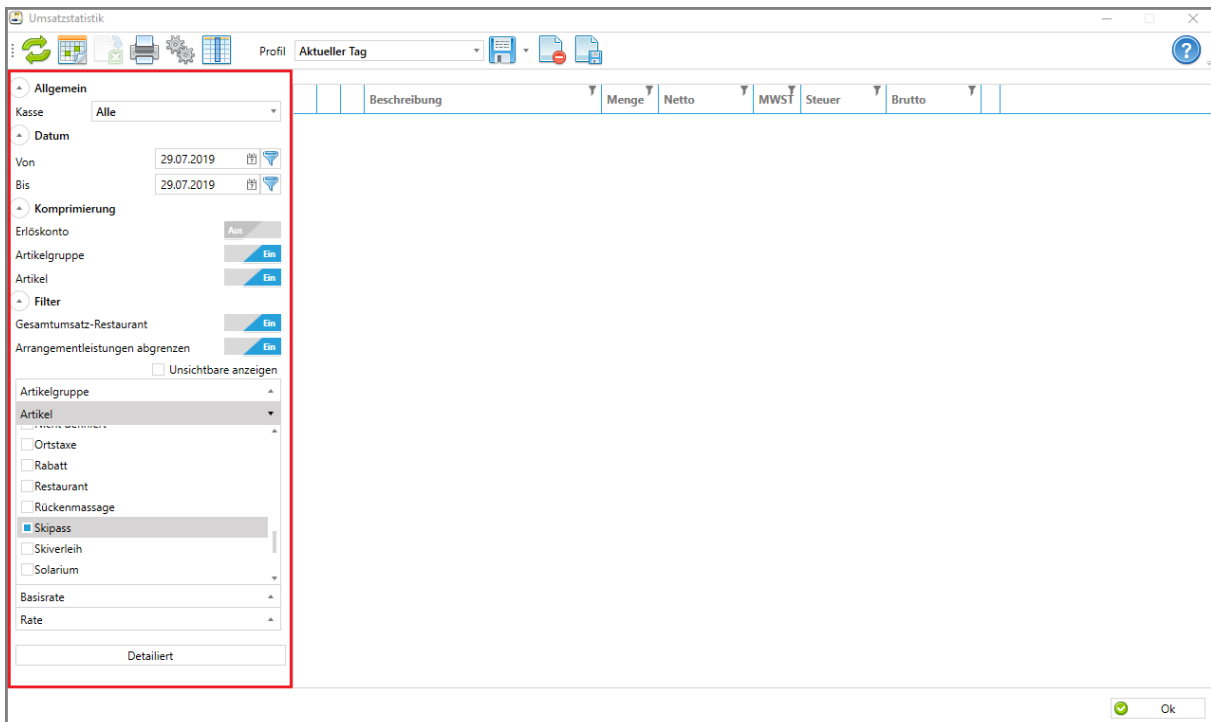 Umsatzstatistik
Profil Aktueller Tag
Allgemein
Kasse Alle
Datum
Von 29.07.2019
Bis 29.07.2019
Komprimierung
Erlöskonto Aus
Artikelgruppe Ein
Artikel Ein
Filter
Gesamtumsatz-Restaurant Ein
Arrangementleistungen abgrenzen Ein
Unsichtbare anzeigen
Artikelgruppe
Artikel
Nicht definiert
Ortstaxe
Rabatt
Restaurant
Rückenmassage
Skipass
Skiverleih
Solarium
Basisrate
Rate
Detailiert
Beschreibung Menge Netto MWST Steuer Brutto
Ok